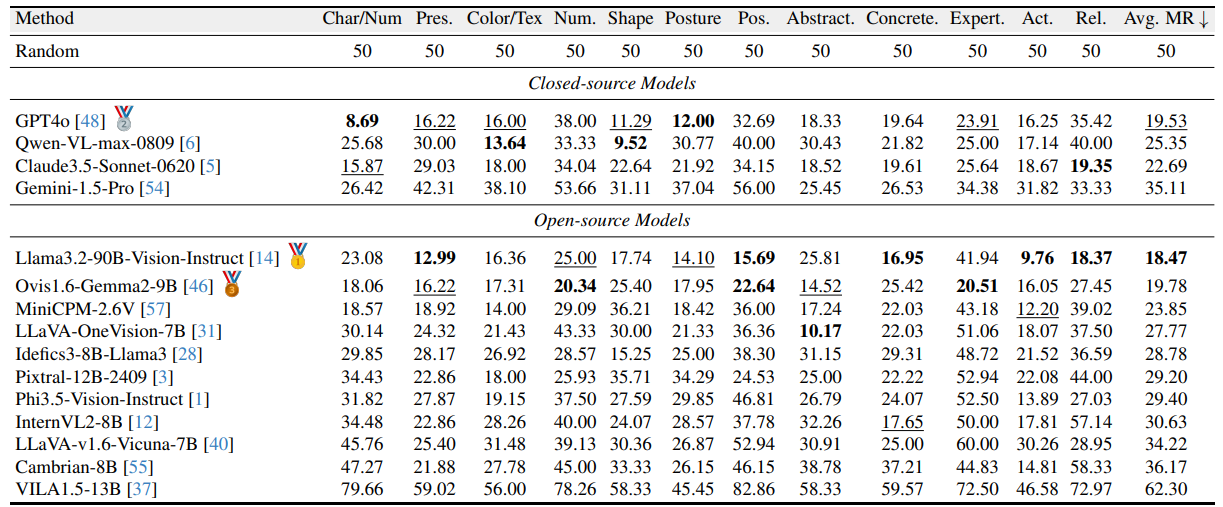 Method Char/Num Pres. Color/Tex Num. Shape Posture Pos. Abstract. Concrete. Expert. Act. Rel. Avg. MR ↓
Random 50 50 50 50 50 50 50 50 50 50 50 50 50
Closed-source Models
GPT4o [48] 2 8.69 16.22 16.00 38.00 11.29 12.00 32.69 18.33 19.64 23.91 16.25 35.42 19.53
Qwen-VL-max-0809 [6] 25.68 30.00 13.64 34.00 9.52 30.77 40.00 30.43 21.82 25.00 17.14 40.00 25.35
Claude3.5-Sonnet-0620 [5] 15.87 29.03 18.00 34.04 22.64 21.92 34.15 18.52 19.61 25.64 18.67 19.35 22.69
Gemini-1.5-Pro [54] 26.42 42.31 38.10 53.66 31.11 37.04 56.00 25.45 26.53 34.38 31.82 33.33 35.11
Open-source Models
Llama3.2-90B-Vision-Instruct [14] 1 23.08 12.99 16.36 25.00 17.74 14.10 15.69 25.81 16.95 41.94 9.76 18.37 18.47
Ovis1.6-Gemma2-9B [46] 3 18.06 16.22 17.31 20.34 25.40 17.95 22.64 14.52 25.42 20.51 16.05 27.45 19.78
MiniCPM-2.6V [57] 18.57 18.92 14.00 29.09 36.21 18.42 36.00 17.24 22.03 43.18 12.20 39.02 23.85
LLaVA-OneVision-7B [31] 30.14 24.32 21.43 43.33 30.00 21.33 36.36 10.17 22.03 51.06 18.07 37.50 27.77
Idefics3-8B-Llama3 [28] 29.85 28.17 26.92 28.57 15.25 25.00 38.30 31.15 29.31 48.72 21.52 36.59 28.78
Pixtral-12B-2409 [3] 34.43 22.86 18.00 25.93 35.71 34.29 24.53 25.00 22.22 52.94 22.08 44.00 29.20
Phi3.5-Vision-Instruct [1] 31.82 27.87 19.15 37.50 27.59 29.85 46.81 26.79 24.07 52.50 13.89 27.03 29.40
InternVL2-8B [12] 34.48 22.86 28.26 40.00 24.07 28.57 37.78 32.26 17.65 50.00 17.81 57.14 30.63
LLaVA-v1.6-Vicuna-7B [40] 45.76 25.40 31.48 39.13 30.36 26.87 52.94 30.91 25.00 60.00 30.26 28.95 34.22
Cambrian-8B [55] 47.27 21.88 27.78 45.00 33.33 26.15 46.15 38.78 37.21 44.83 14.81 58.33 36.17
VILA1.5-13B [37] 79.66 59.02 56.00 78.26 58.33 45.45 82.86 58.33 59.57 72.50 46.58 72.97 62.30